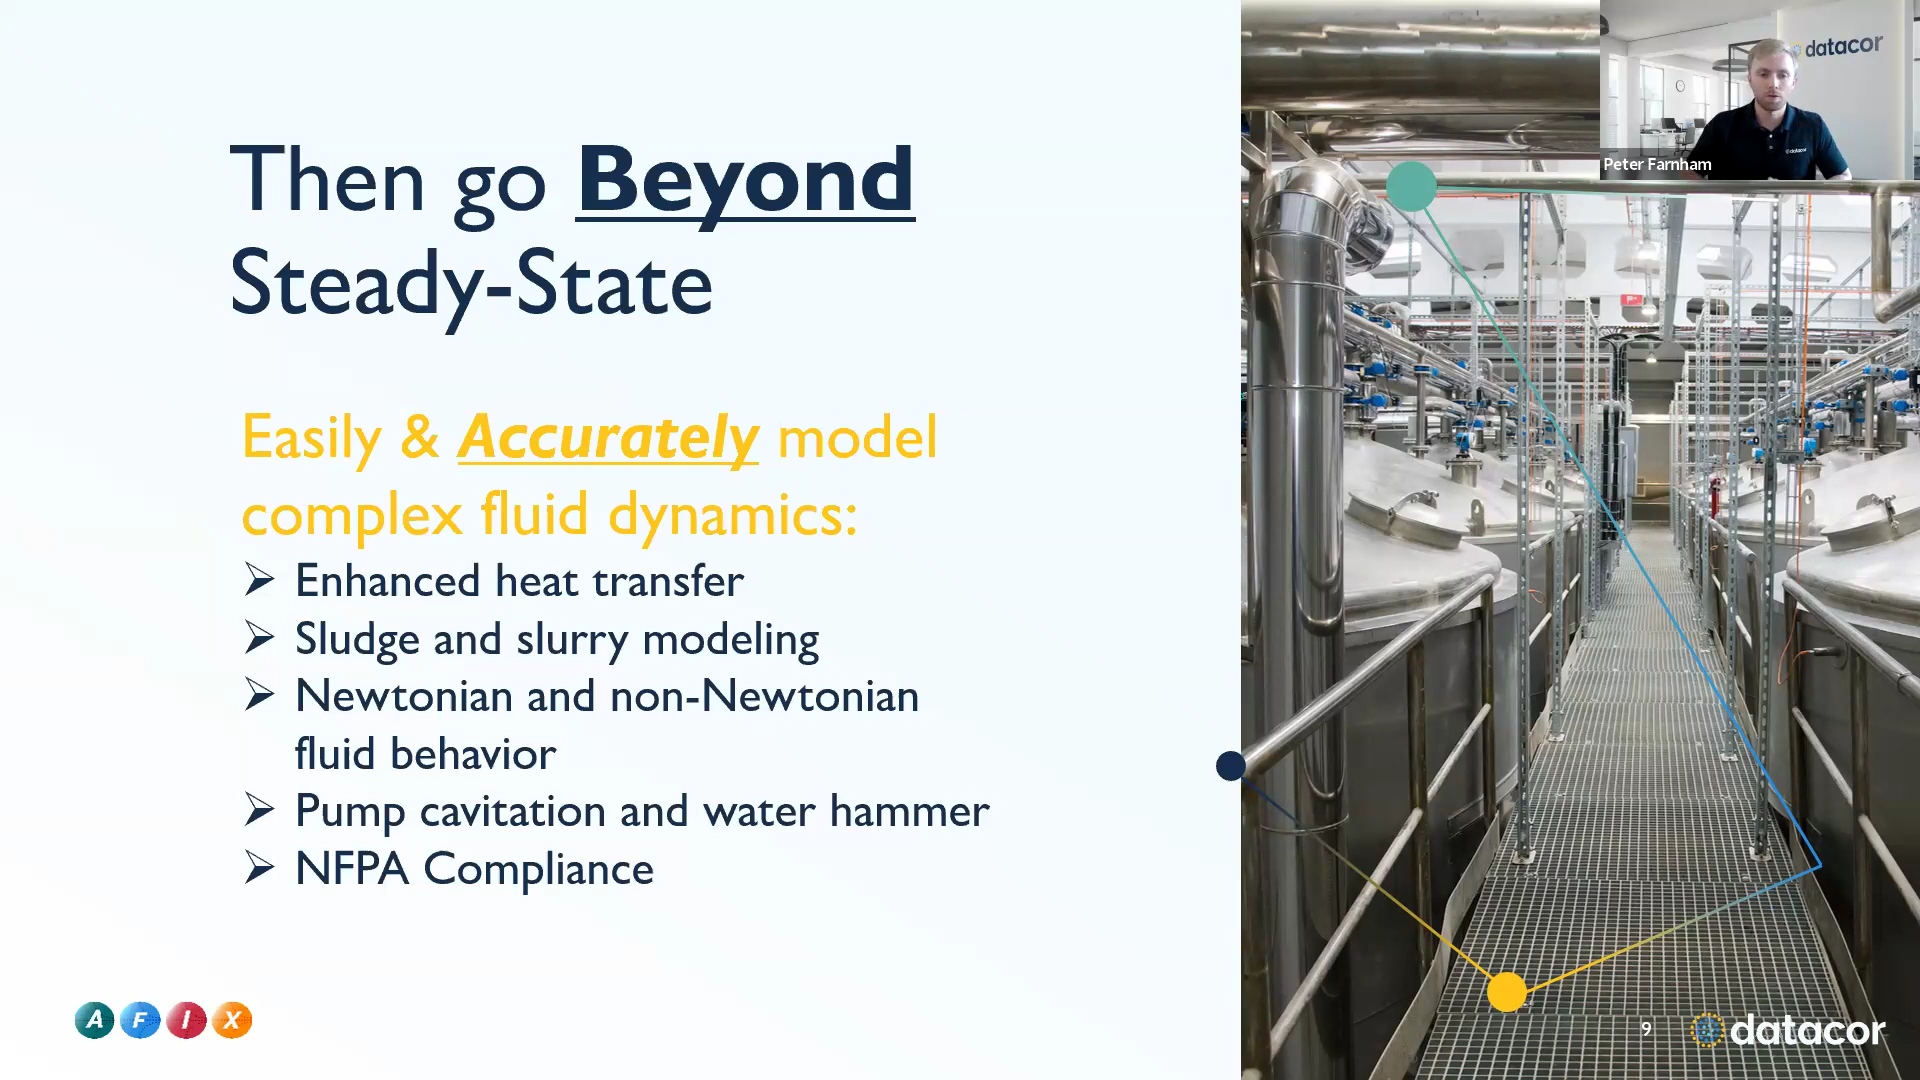 Then go Beyond
Steady-State
Easily & Accurately model
complex fluid dynamics:
➢ Enhanced heat transfer
➢ Sludge and slurry modeling
➢ Newtonian and non-Newtonian
fluid behavior
➢ Pump cavitation and water hammer
➢ NFPA Compliance
A F I X
datacor
datacor
Peter Farnham
9
datacor